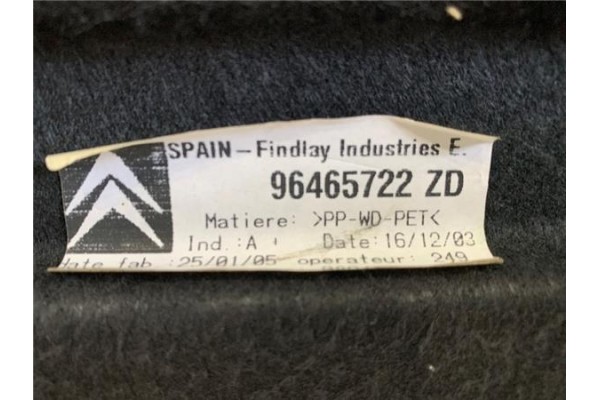 SPAIN - Findlay Industries E.
96465722 ZD
Matiere: >PP-WD-PET<
Ind.:A Date:16/12/03
date fab :25/01/05 operateur: 249